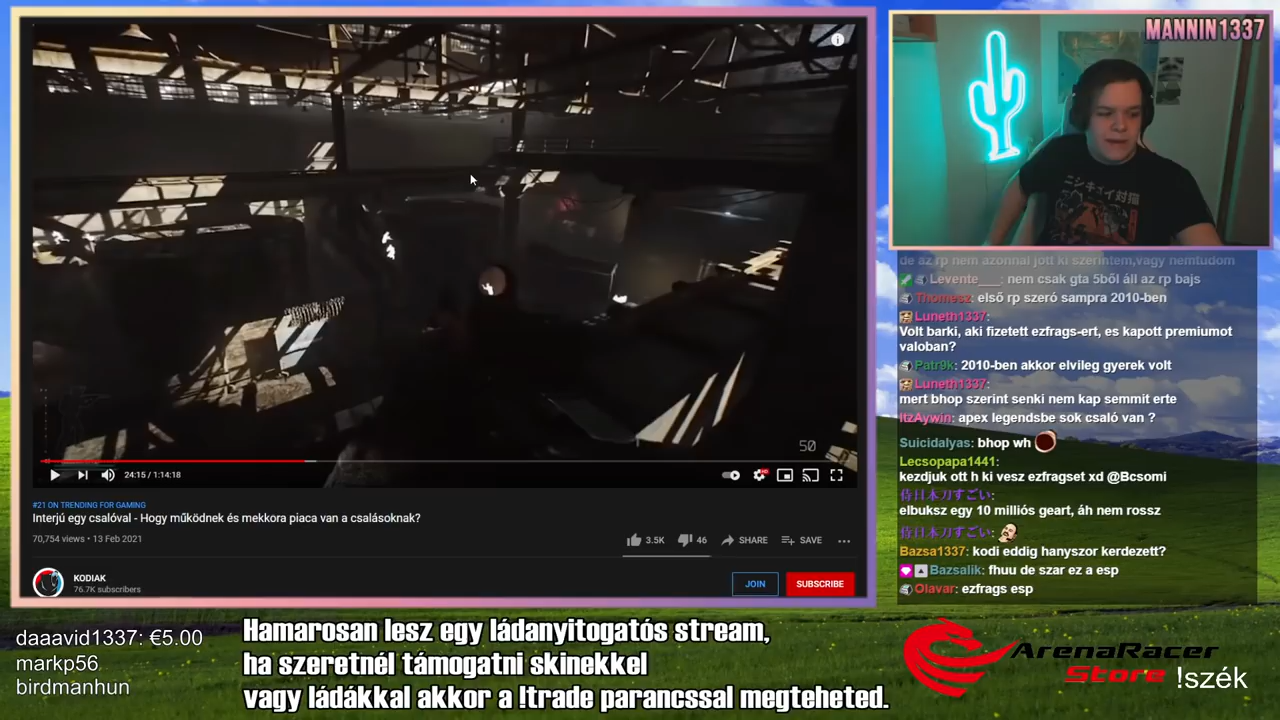 MANNIN1337
50
24:15 / 1:14:18
HD
#21 ON TRENDING FOR GAMING
Interjú egy csalóval - Hogy működnek és mekkora piaca van a csalásoknak?
70,754 views • 13 Feb 2021
3.5K
46
SHARE
SAVE
KODIAK
76.7K subscribers
JOIN
SUBSCRIBE
de az rp nem azonnal jött ki szerintem,vagy nemtudom
Levente___: nem csak gta 5ből áll az rp bajs
Thomesz: első rp szeró sampra 2010-ben
Luneth1337:
Volt barki, aki fizetett ezfrags-ert, es kapott premiumot
valoban?
Patr9k: 2010-ben akkor elvileg gyerek volt
Luneth1337:
mert bhop szerint senki nem kap semmit erte
ItzAywin: apex legendsbe sok csaló van ?
Suicidalyas: bhop wh
Lecsopapa1441:
kezdjuk ott h ki vesz ezfragset xd @Bcsomi
侍日本刀すごい:
elbuksz egy 10 milliós geart, áh nem rossz
侍日本刀すごい:
Bazsa1337: kodi eddig hanyszor kerdezett?
Bazsalik: fhuu de szar ez a esp
Olavar: ezfrags esp
daaavid1337: €5.00
markp56
birdmanhun
Hamarosan lesz egy ládanyitogatós stream,
ha szeretnél támogatni skinekkel
vagy ládákkal akkor a !trade paranccsal megteheted.
ArenaRacer
Store
!szék